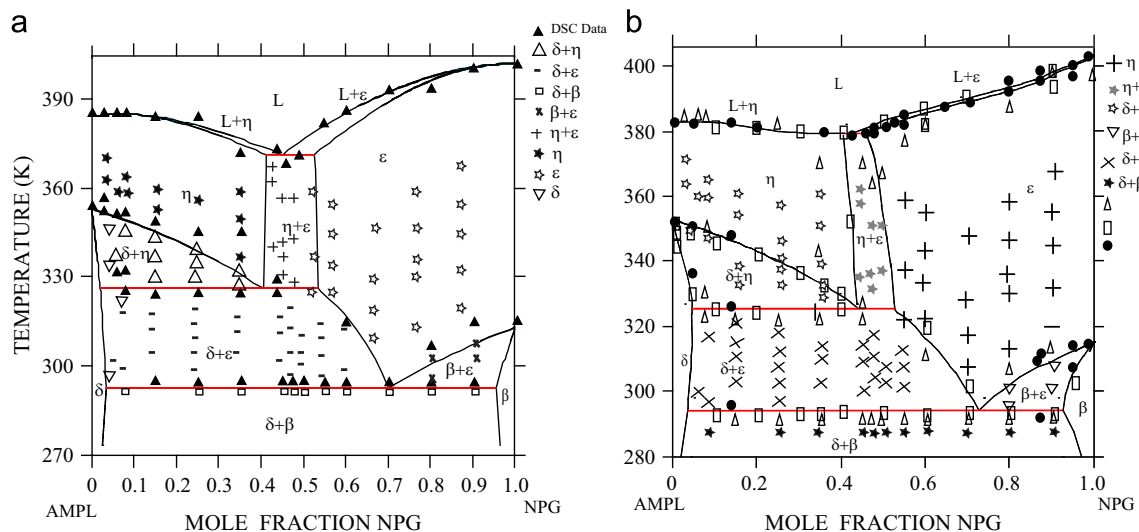 a
TEMPERATURE (K)
390
360
330
300
270
0
0.1
0.2
0.3
0.4
0.5
0.6
0.7
0.8
0.9
1.0
AMPL
NPG
MOLE FRACTION NPG
L
L+η
L+ε
η
ε
δ+η
η+ε
δ+ε
β+ε
δ
β
δ+β
DSC Data
δ+η
δ+ε
δ+β
β+ε
η+ε
η
ε
δ
b
400
380
360
340
320
300
280
0
0.2
0.4
0.6
0.8
1.0
AMPL
NPG
MOLE FRACTION NPG
L
L+η
L+ε
η
ε
η+ε
δ+η
δ
δ+ε
β+ε
β
δ+β
η
η+
δ+
β+
δ+
δ+